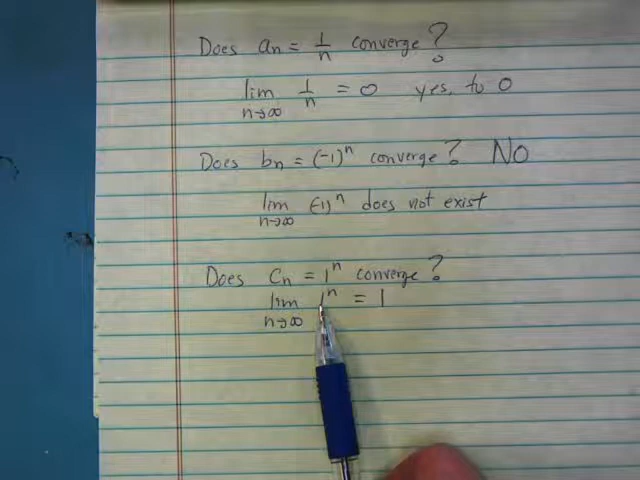 Does aₙ = 1/n converge?
lim n→∞ 1/n = 0 yes, to 0
Does bₙ = (-1)ⁿ converge? No
lim n→∞ (-1)ⁿ does not exist
Does Cₙ = 1ⁿ converge?
lim n→∞ 1ⁿ = 1